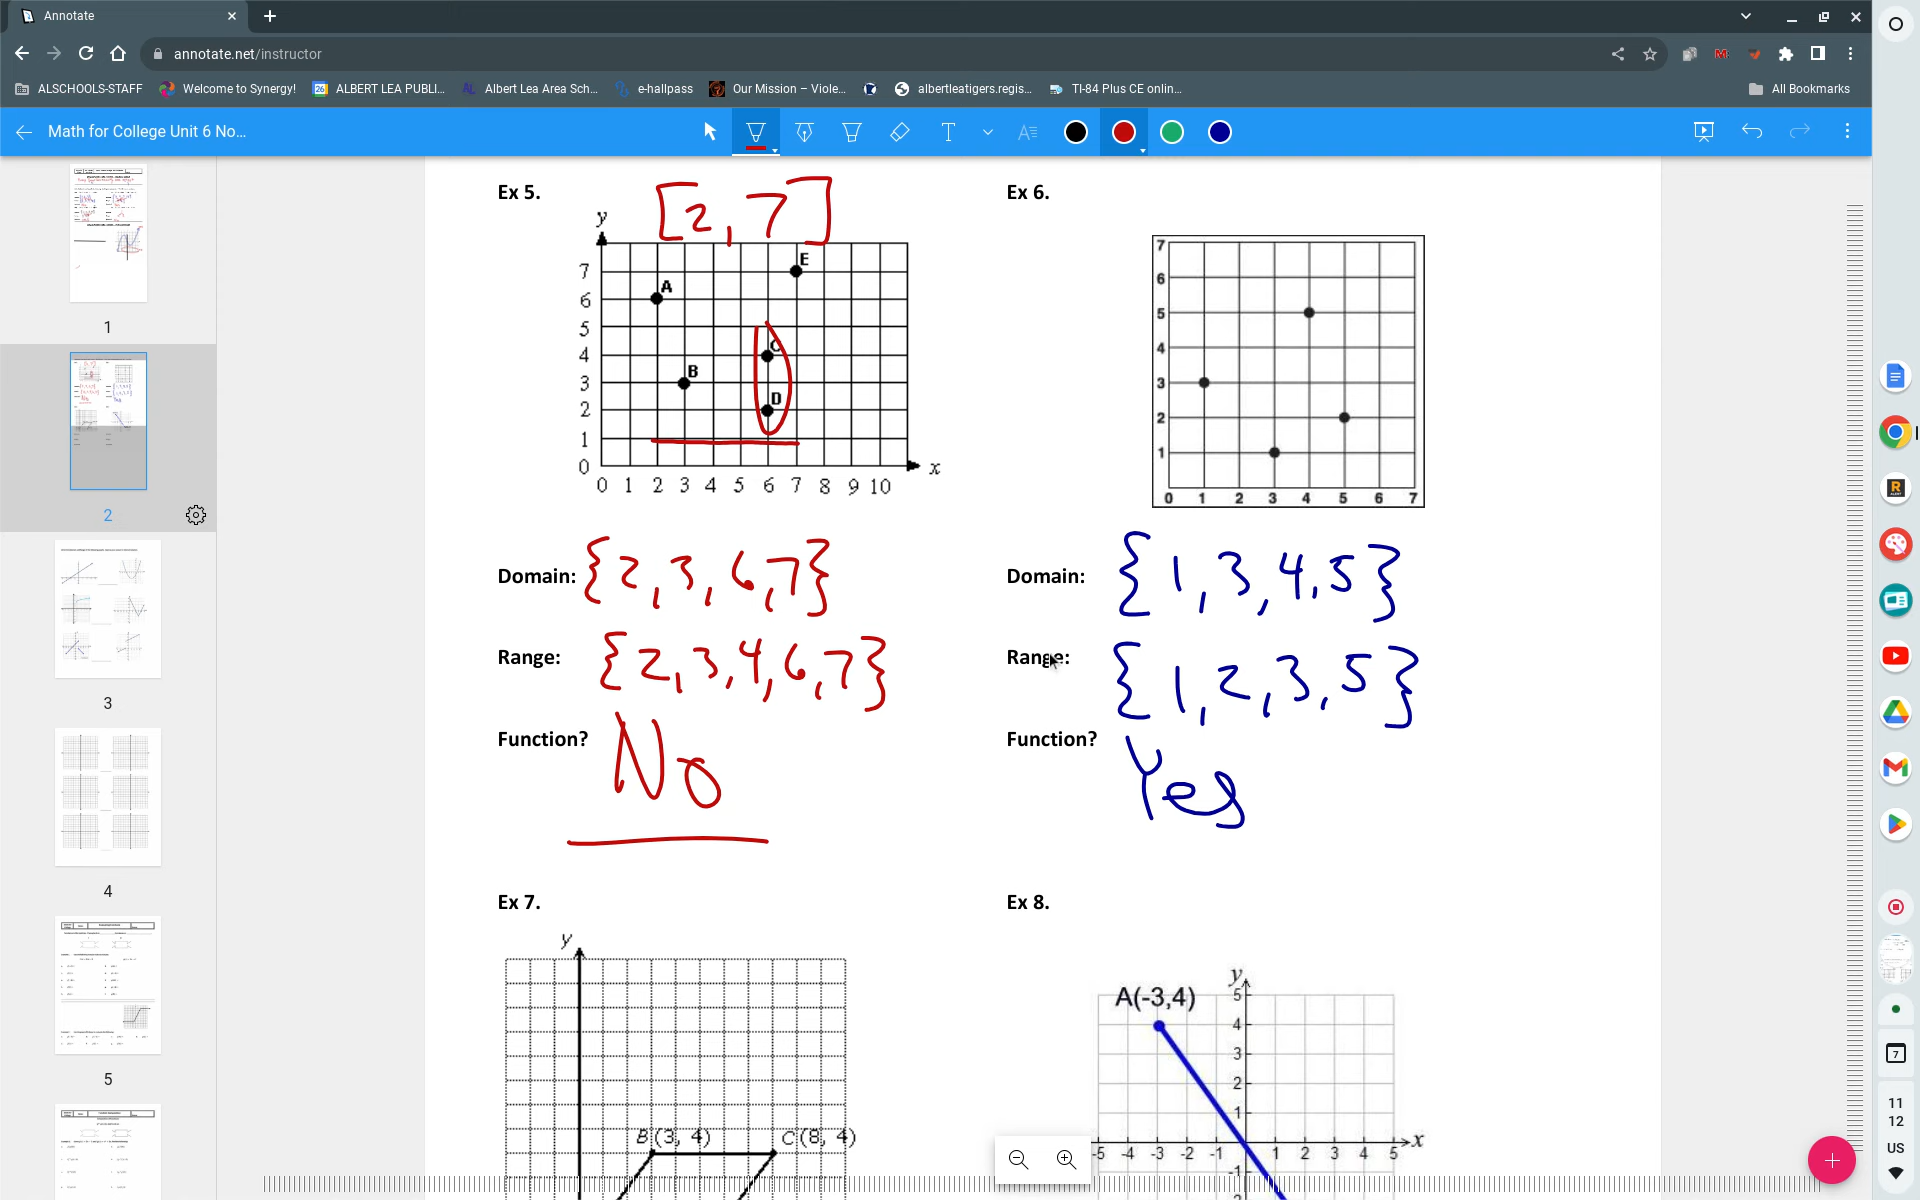 Annotate
annotate.net/instructor
ALSCHOOLS-STAFF
Welcome to Synergy!
26
ALBERT LEA PUBLI...
Albert Lea Area Sch...
e-hallpass
Our Mission – Viole...
albertleatigers.regis...
TI-84 Plus CE onlin...
All Bookmarks
Math for College Unit 6 No...
T
1
2
3
4
5
Ex 5.
[2, 7]
y
7
6
5
4
3
2
1
0
A
B
C
D
E
0 1 2 3 4 5 6 7 8 9 10
x
Domain: {2, 3, 6, 7}
Range: {2, 3, 4, 6, 7}
Function? No
Ex 6.
7
6
5
4
3
2
1
0 1 2 3 4 5 6 7
Domain: {1, 3, 4, 5}
Range: {1, 2, 3, 5}
Function? Yes
Ex 7.
y
B(3, 4)
C(8, 4)
Ex 8.
A(-3,4)
y
5
4
3
2
1
-5 -4 -3 -2 -1 1 2 3 4 5
x
-1
7
11
12
US